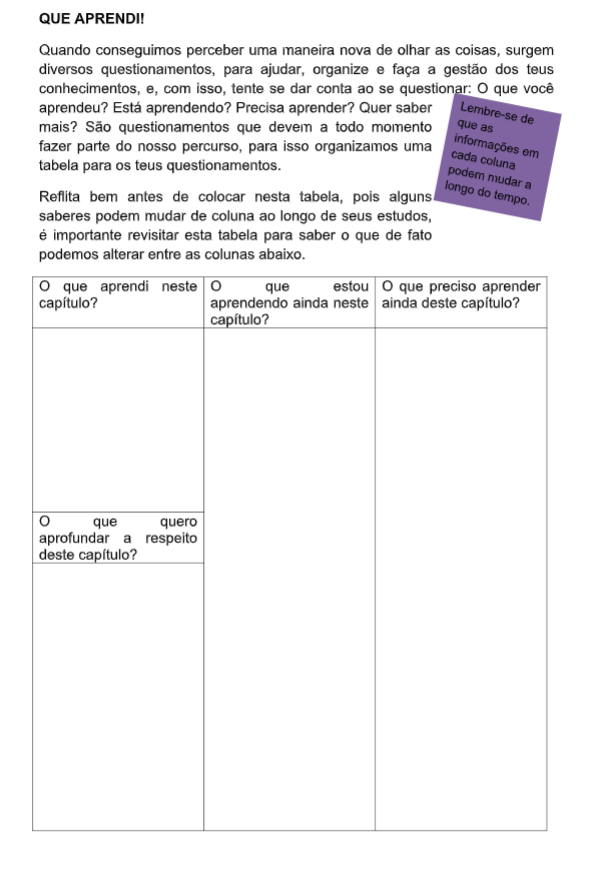 QUE APRENDI!
Quando conseguimos perceber uma maneira nova de olhar as coisas, surgem
diversos questionamentos, para ajudar, organize e faça a gestão dos teus
conhecimentos, e, com isso, tente se dar conta ao se questionar: O que você
aprendeu? Está aprendendo? Precisa aprender? Quer saber
mais? São questionamentos que devem a todo momento
fazer parte do nosso percurso, para isso organizamos uma
tabela para os teus questionamentos.
Lembre-se de
que as
informações em
cada coluna
podem mudar a
longo do tempo.
Reflita bem antes de colocar nesta tabela, pois alguns
saberes podem mudar de coluna ao longo de seus estudos,
é importante revisitar esta tabela para saber o que de fato
podemos alterar entre as colunas abaixo.
O que aprendi neste
capítulo?
O que estou
aprendendo ainda neste
capítulo?
O que preciso aprender
ainda deste capítulo?
O que quero
aprofundar a respeito
deste capítulo?